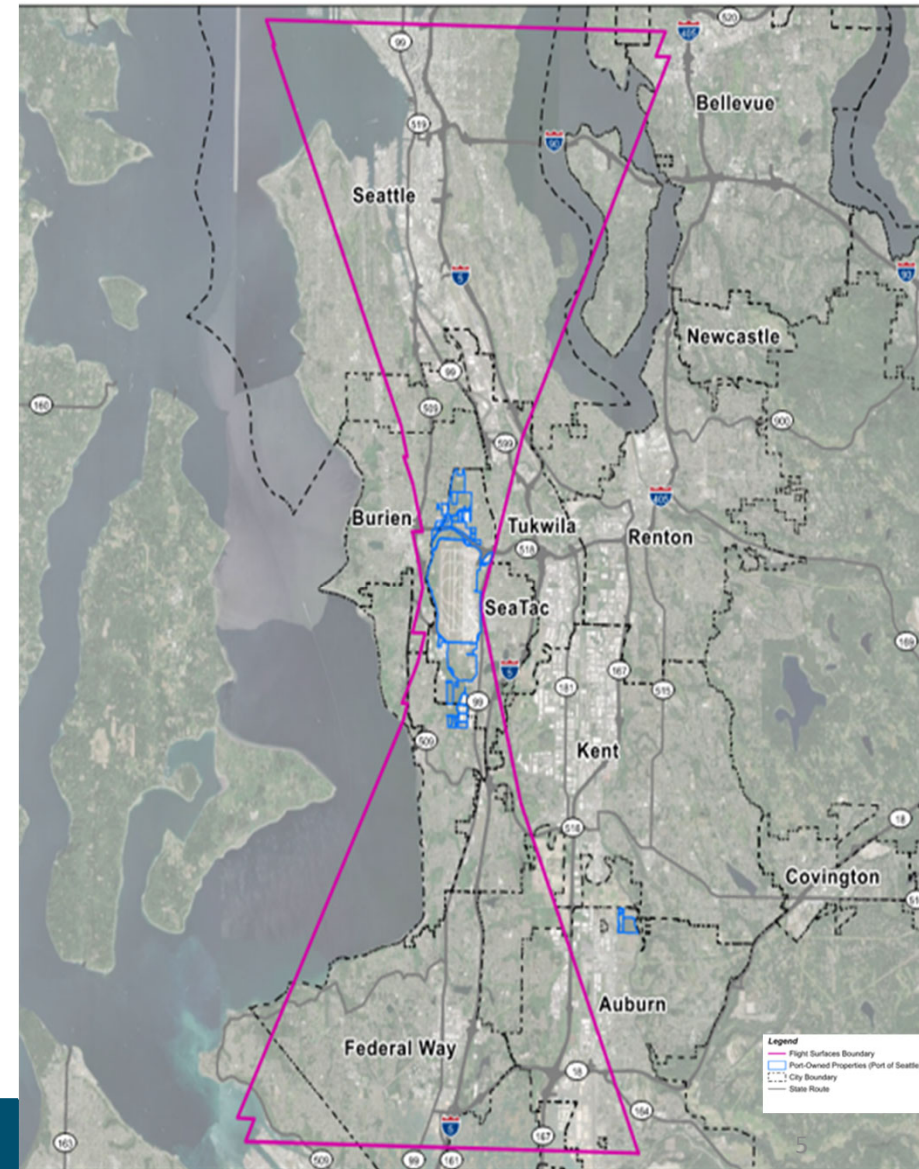 520
405
99
Bellevue
519
90
Seattle
5
90
Newcastle
99
160
509
900
599
405
Burien
Tukwila
518
Renton
SeaTac
169
5
167
181
515
99
509
Kent
18
516
Covington
51
Auburn
Federal Way
Legend
Flight Surfaces Boundary
Port-Owned Properties (Port of Seattle
City Boundary
State Route
18
164
5
167
5
163
509
99
161